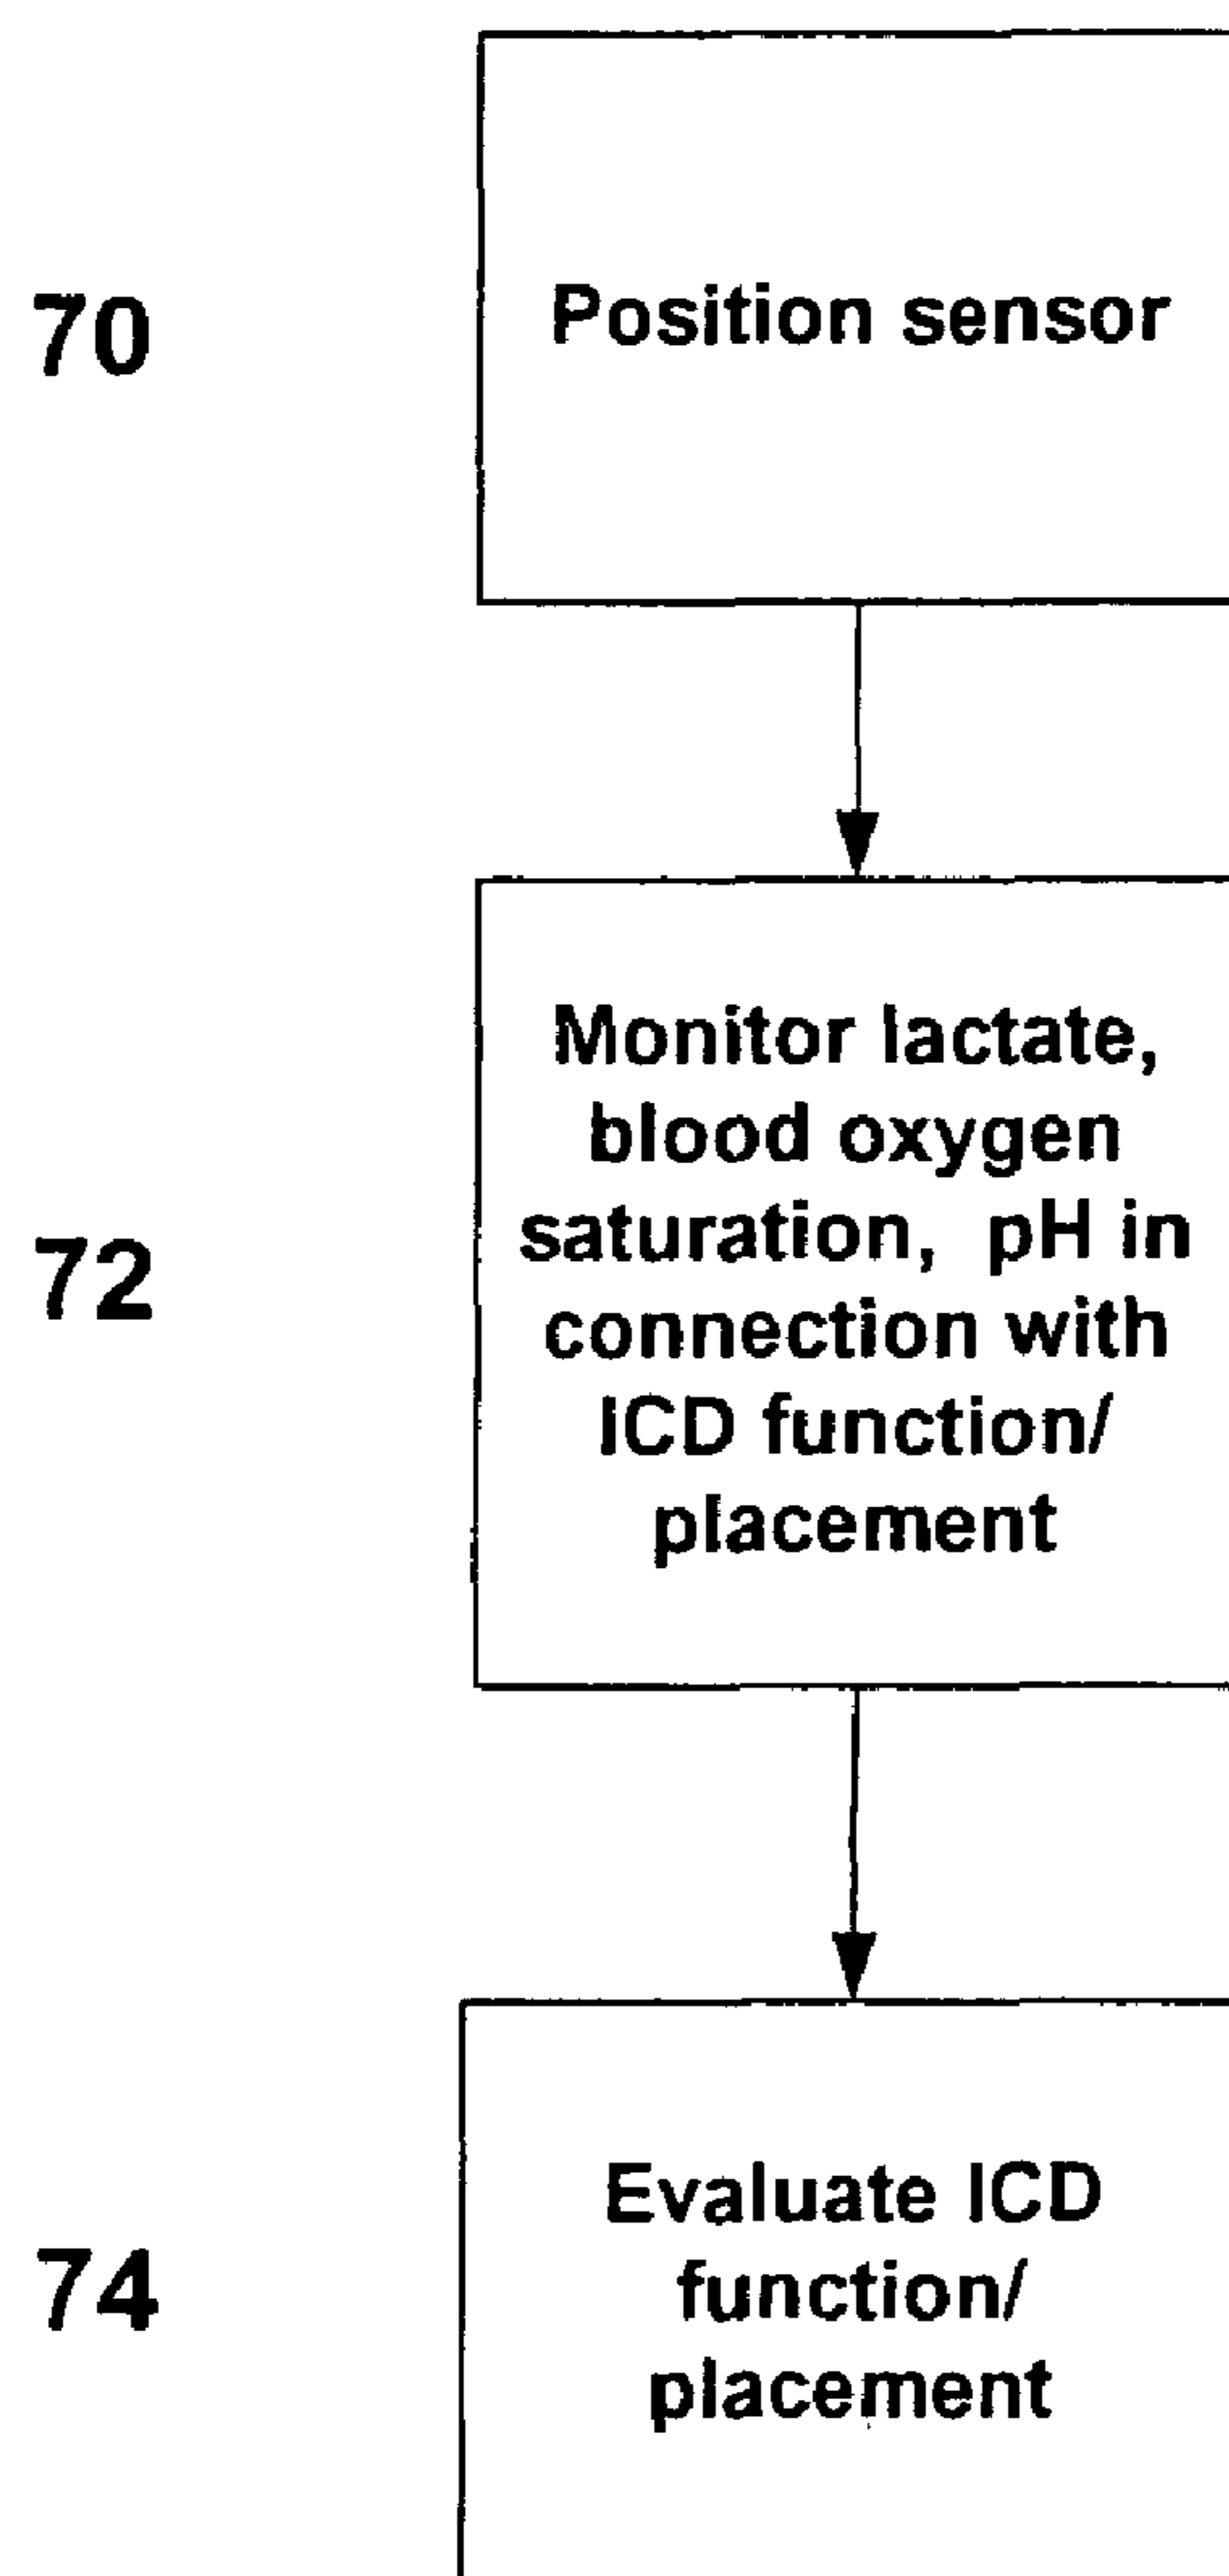 70
Position sensor
72
Monitor lactate,
blood oxygen
saturation, pH in
connection with
ICD function/
placement
74
Evaluate ICD
function/
placement